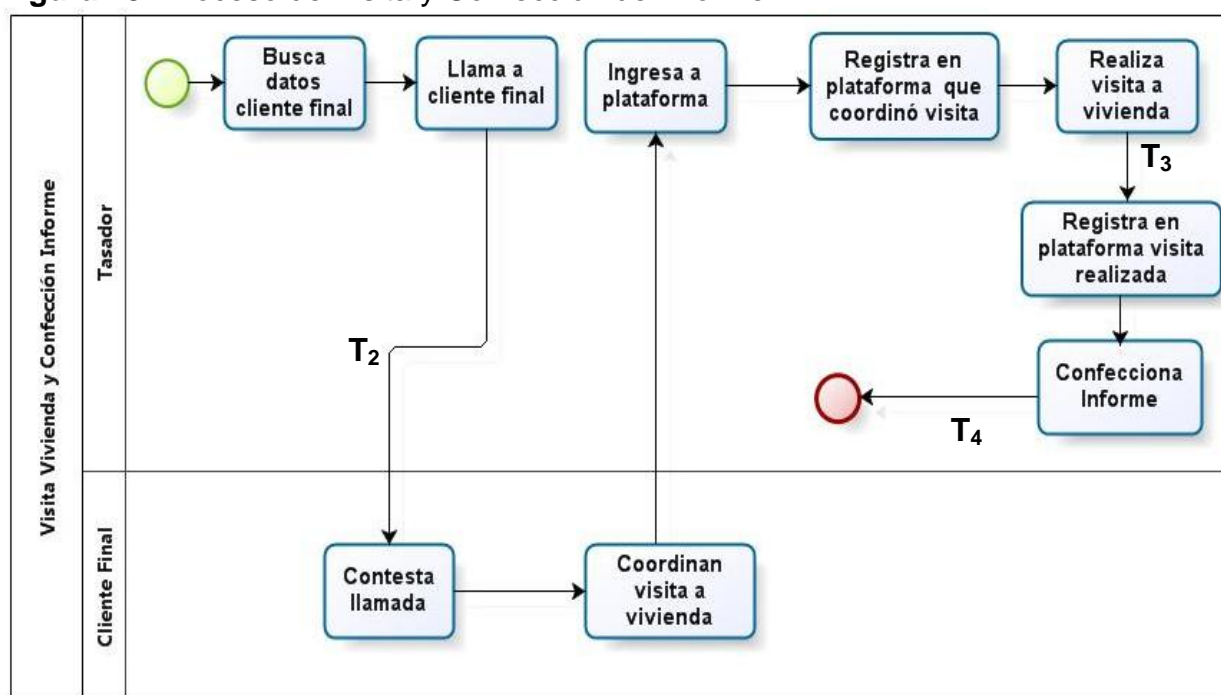 Visita Vivienda y Confección Informe
Tasador
Busca
datos
cliente final
Llama a
cliente final
Ingresa a
plataforma
Registra en
plataforma que
coordinó visita
Realiza
visita a
vivienda
T3
Registra en
plataforma visita
realizada
T2
Confecciona
Informe
T4
Cliente Final
Contesta
llamada
Coordinan
visita a
vivienda